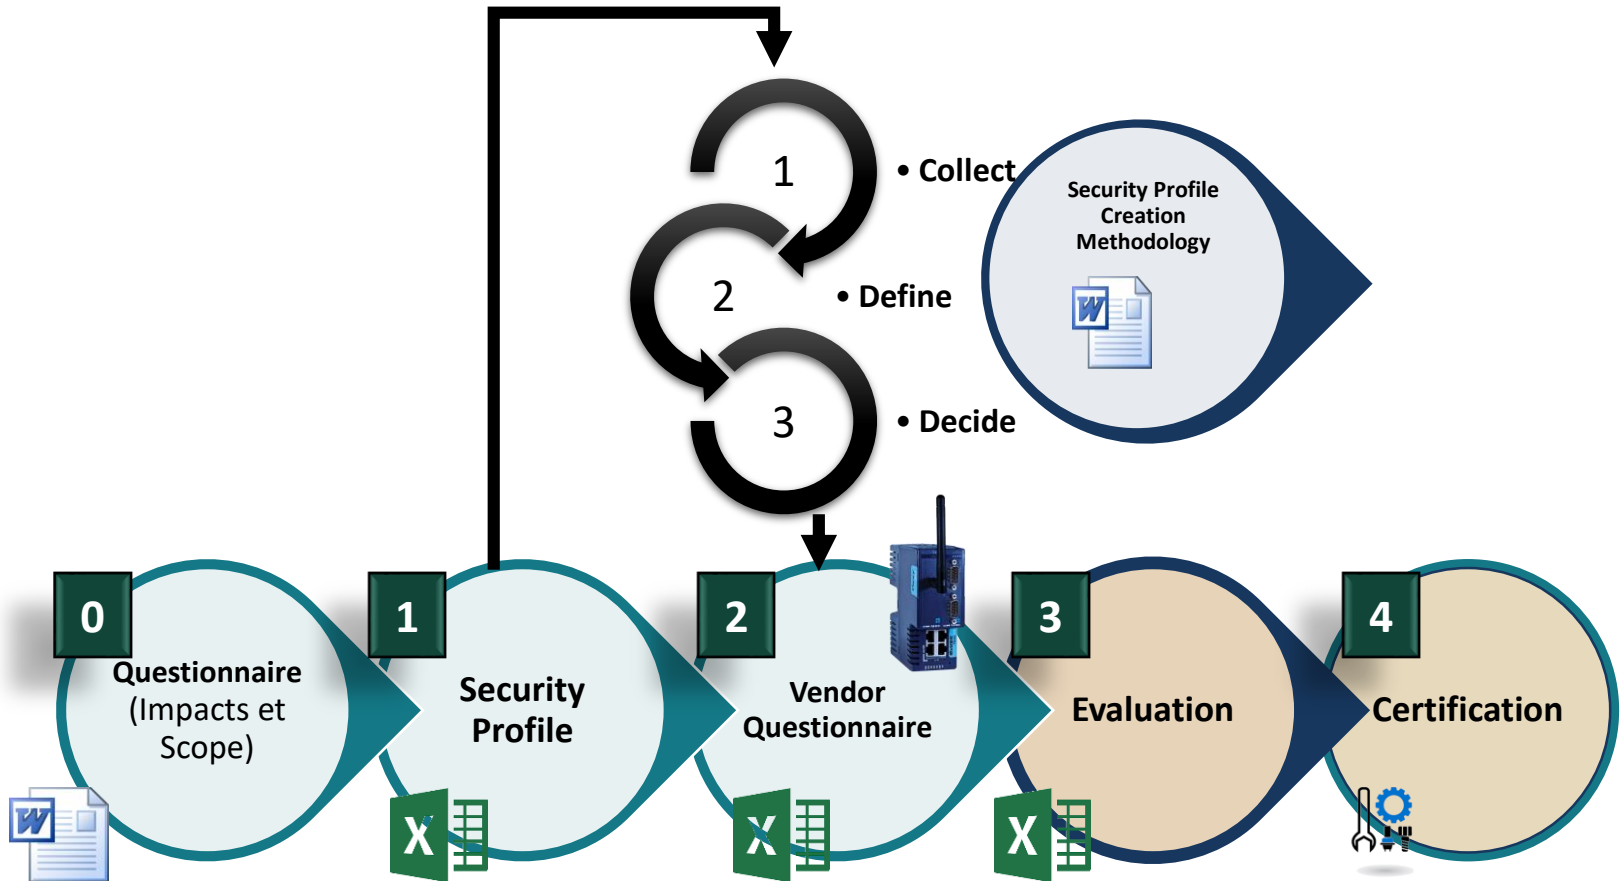 1
• Collect
Security Profile
Creation
Methodology
2
• Define
3
• Decide
0
Questionnaire
(Impacts et
Scope)
1
Security
Profile
2
Vendor
Questionnaire
3
Evaluation
4
Certification
W
W
X
X
X